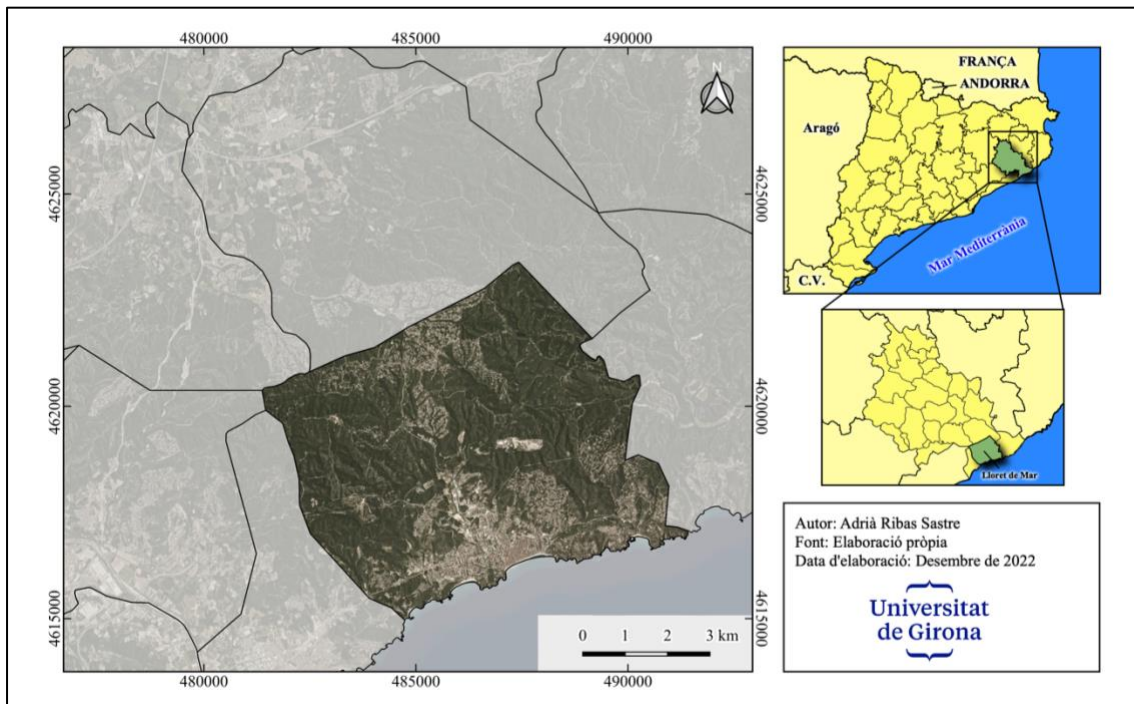 480000
485000
490000
N
4625000
4620000
4615000
4625000
4620000
4615000
0 1 2 3 km
480000
485000
490000
FRANÇA
ANDORRA
Aragó
Mar Mediterrània
C.V.
Lloret de Mar
Autor: Adrià Ribas Sastre
Font: Elaboració pròpia
Data d'elaboració: Desembre de 2022
Universitat
de Girona